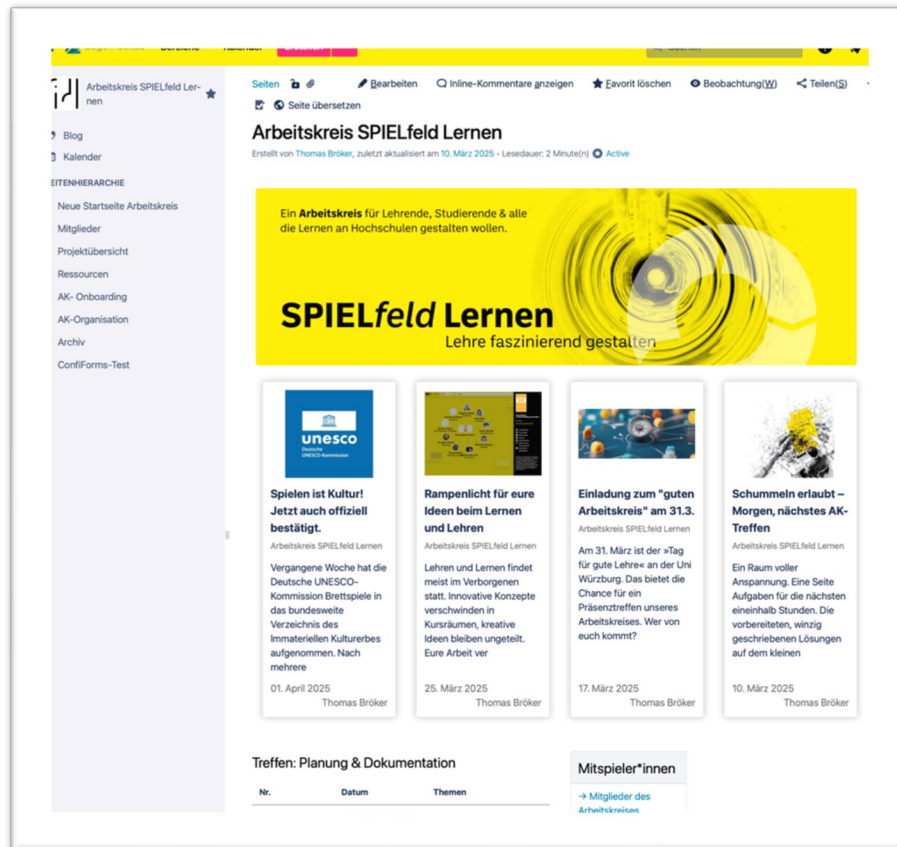 Arbeitskreis SPIELfeld Ler-
nen
Blog
Kalender
Neue Startseite Arbeitskreis
Mitglieder
Projektübersicht
Ressourcen
AK- Onboarding
AK-Organisation
Archiv
ConfiForms-Test
Seiten
Bearbeiten
Inline-Kommentare anzeigen
Favorit löschen
Beobachtung(W)
Teilen(S)
Seite übersetzen
Arbeitskreis SPIELfeld Lernen
Erstellt von Thomas Bröker, zuletzt aktualisiert am 10. März 2025 • Lesedauer: 2 Minute(n) Active
Ein Arbeitskreis für Lehrende, Studierende & alle
die Lernen an Hochschulen gestalten wollen.
SPIELfeld Lernen
Lehre faszinierend gestalten
unesco
Deutsche
UNESCO-Kommission
Spielen ist Kultur!
Jetzt auch offiziell
bestätigt.
Arbeitskreis SPIELfeld Lernen
Vergangene Woche hat die
Deutsche UNESCO-
Kommission Brettspiele in
das bundesweite
Verzeichnis des
Immateriellen Kulturerbes
aufgenommen. Nach
mehrere
01. April 2025
Thomas Bröker
Rampenlicht für eure
Ideen beim Lernen
und Lehren
Arbeitskreis SPIELfeld Lernen
Lehren und Lernen findet
meist im Verborgenen
statt. Innovative Konzepte
verschwinden in
Kursräumen, kreative
Ideen bleiben ungeteilt.
Eure Arbeit ver
25. März 2025
Thomas Bröker
Einladung zum "guten
Arbeitskreis" am 31.3.
Arbeitskreis SPIELfeld Lernen
Am 31. März ist der »Tag
für gute Lehre« an der Uni
Würzburg. Das bietet die
Chance für ein
Präsenztreffen unseres
Arbeitskreises. Wer von
euch kommt?
17. März 2025
Thomas Bröker
Schummeln erlaubt –
Morgen, nächstes AK-
Treffen
Arbeitskreis SPIELfeld Lernen
Ein Raum voller
Anspannung. Eine Seite
Aufgaben für die nächsten
eineinhalb Stunden. Die
vorbereiteten, winzig
geschriebenen Lösungen
auf dem kleinen
10. März 2025
Thomas Bröker
Treffen: Planung & Dokumentation
Nr. Datum Themen
Mitspieler*innen
→ Mitglieder des
Arbeitskreises